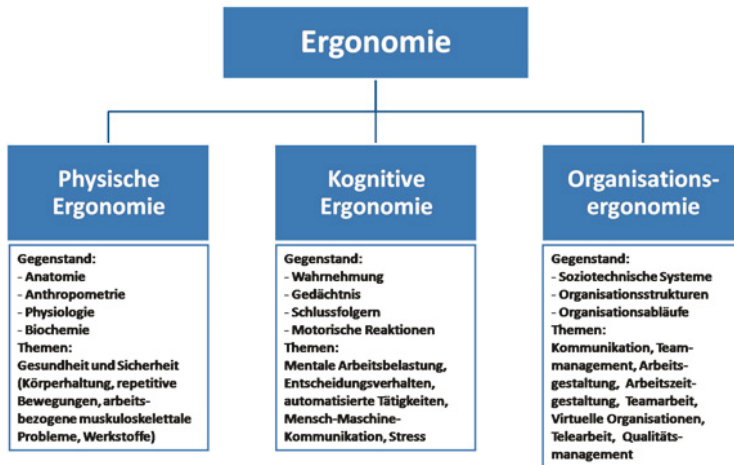 Ergonomie
Physische
Ergonomie
Gegenstand:
- Anatomie
- Anthropometrie
- Physiologie
- Biochemie
Themen:
Gesundheit und Sicherheit
(Körperhaltung, repetitive
Bewegungen, arbeits-
bezogene muskuloskelettale
Probleme, Werkstoffe)
Kognitive
Ergonomie
Gegenstand:
- Wahrnehmung
- Gedächtnis
- Schlussfolgern
- Motorische Reaktionen
Themen:
Mentale Arbeitsbelastung,
Entscheidungsverhalten,
automatisierte Tätigkeiten,
Mensch-Maschine-
Kommunikation, Stress
Organisations-
ergonomie
Gegenstand:
- Soziotechnische Systeme
- Organisationsstrukturen
- Organisationsabläufe
Themen:
Kommunikation, Team-
management, Arbeits-
gestaltung, Arbeitszeit-
gestaltung, Teamarbeit,
Virtuelle Organisationen,
Telearbeit, Qualitäts-
management